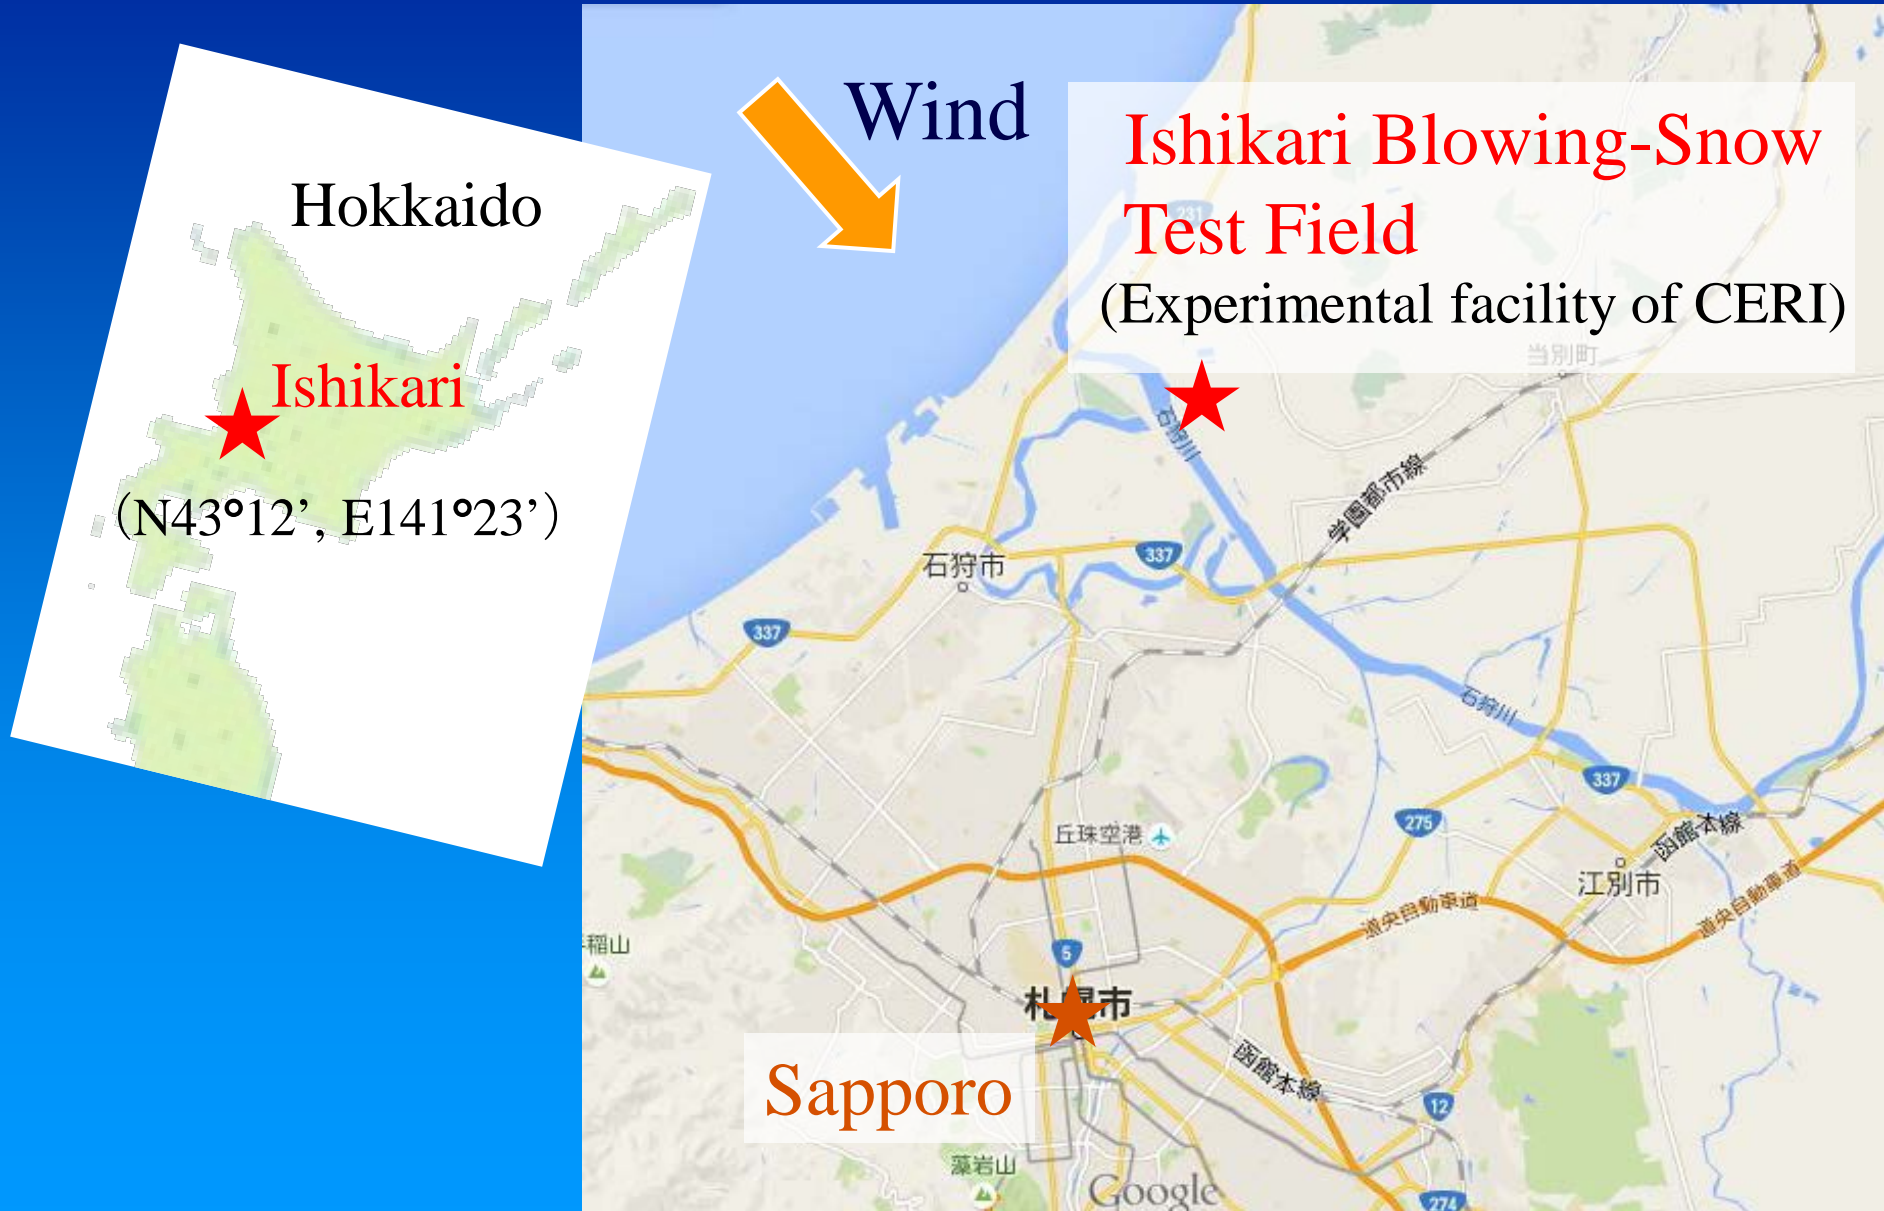 Hokkaido
Ishikari
（N43°12’, E141°23’）
Wind
Ishikari Blowing-Snow
Test Field
(Experimental facility of CERI)
231
当別町
石狩川
学園都市線
337
石狩市
337
石狩川
337
275
函館本線
丘珠空港
江別市
道央自動車道
道央自動車道
稲山
5
札幌市
Sapporo
函館本線
12
藻岩山
Google
274